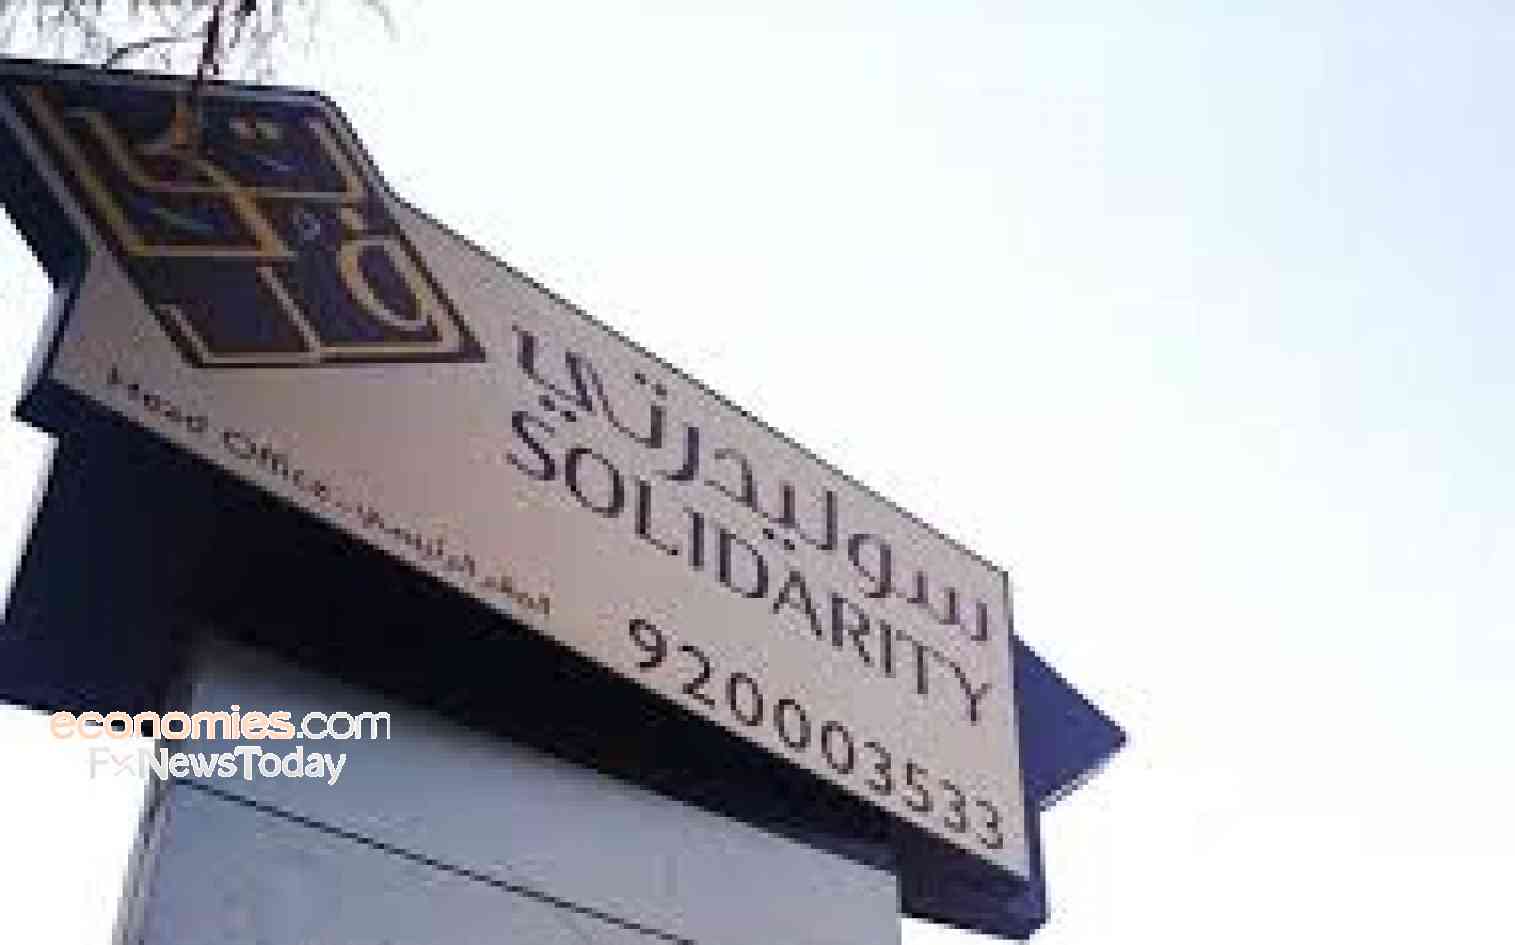 سوليدرتي
SOLIDARITY
920003533
Head Office المقر الرئيسي
economies.com
FxNewsToday